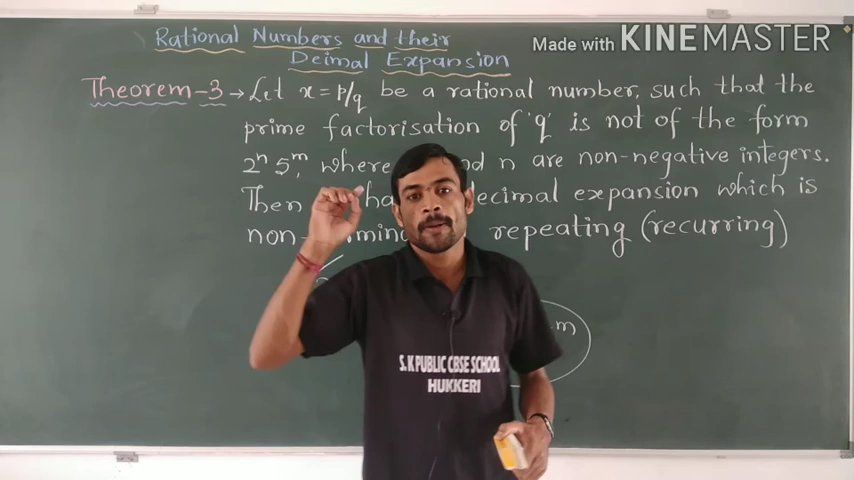 Rational Numbers and their
Deimal Expansion
Made with KINEMASTER
Theorem-3 → Let x = p/q be a rational number, such that the
prime factorisation of 'q' is not of the form
2ⁿ 5ᵐ, where n are non-negative integers.
Then ha decimal expansion which is
non- repeating (recurring)
m
S.K PUBLIC CBSE SCHOOL
HUKKERI